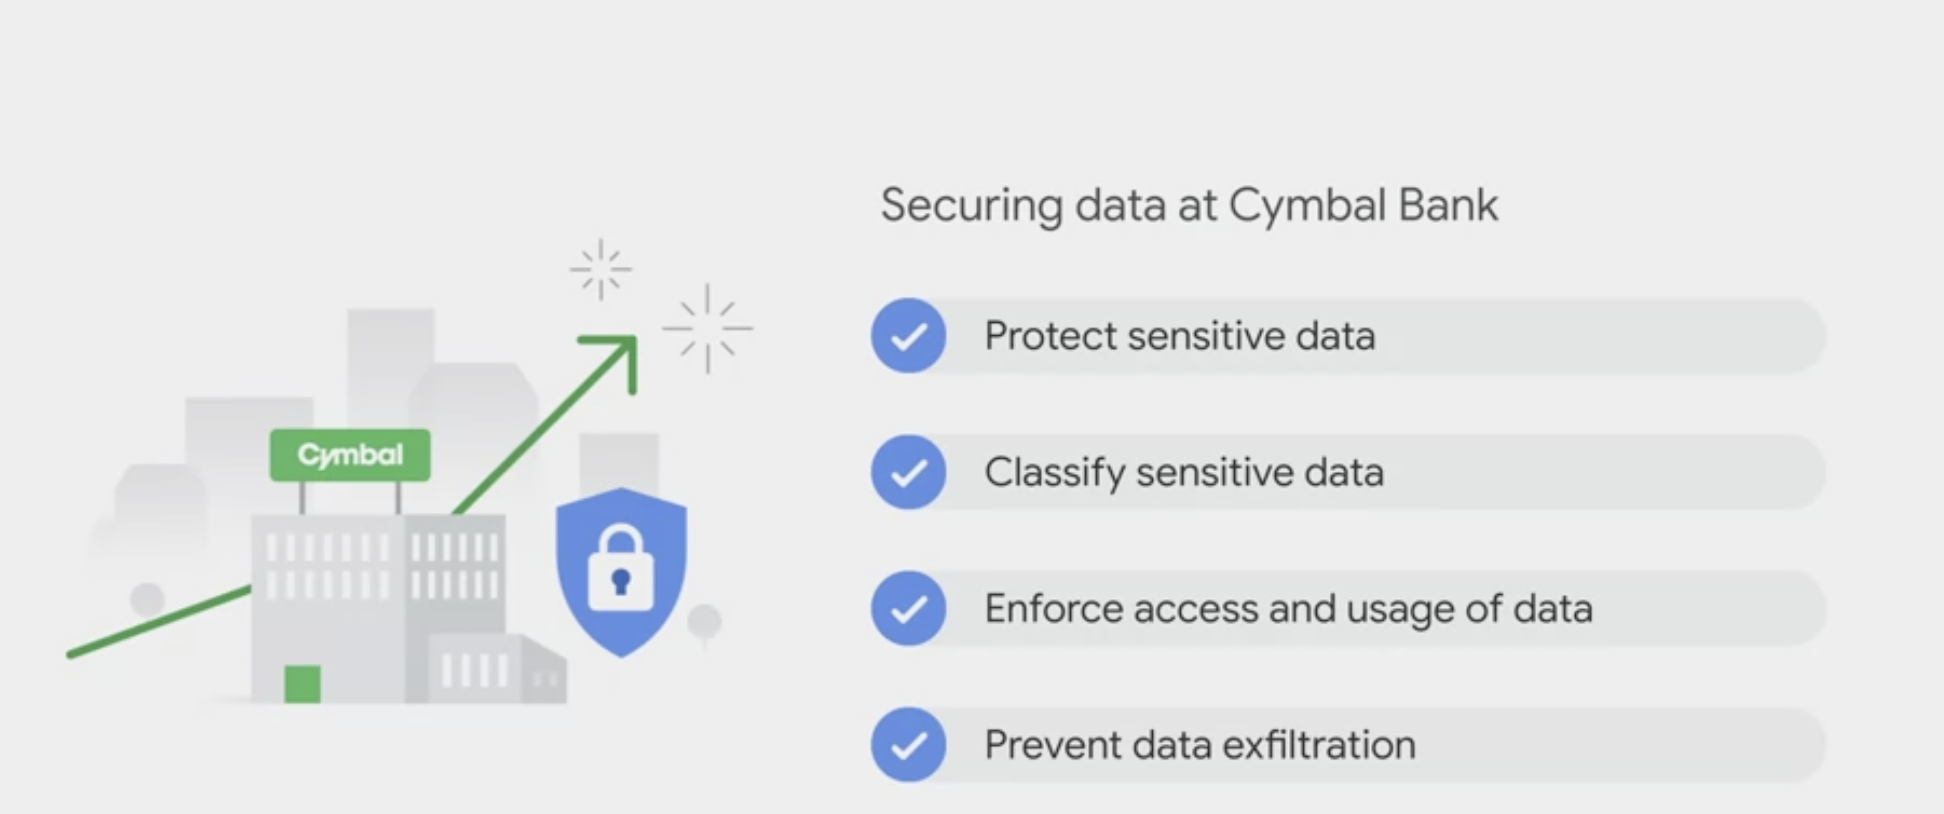 Securing data at Cymbal Bank
Cymbal
Protect sensitive data
Classify sensitive data
Enforce access and usage of data
Prevent data exfiltration